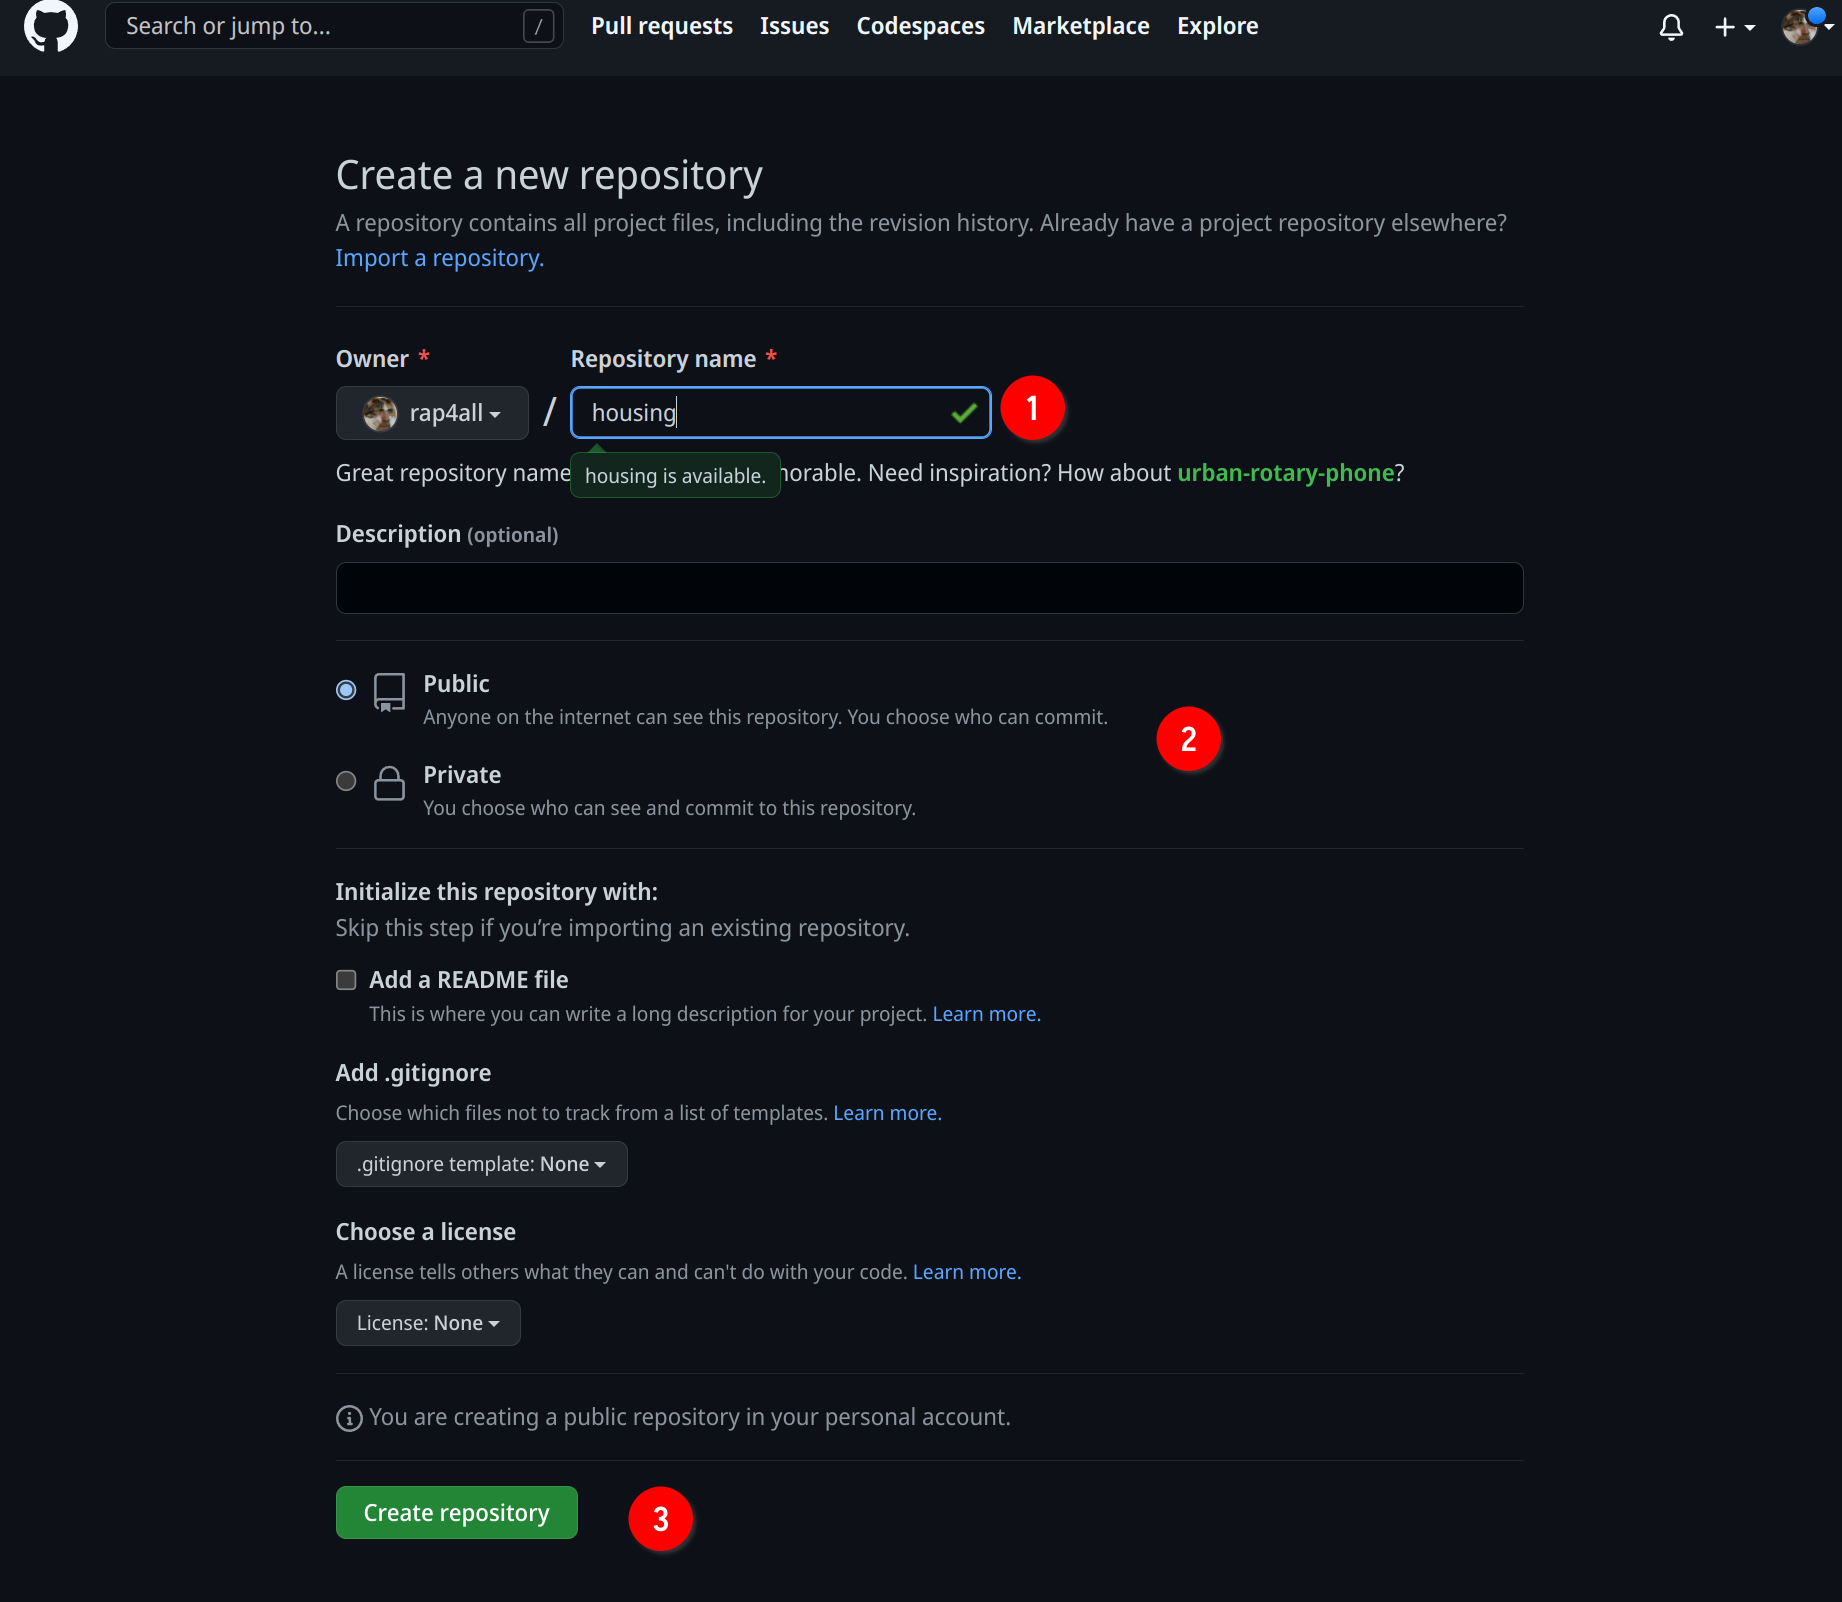 Search or jump to... / Pull requests Issues Codespaces Marketplace Explore
Create a new repository
A repository contains all project files, including the revision history. Already have a project repository elsewhere?
Import a repository.
Owner * Repository name *
rap4all / housing 1
Great repository name housing is available. orable. Need inspiration? How about urban-rotary-phone?
Description (optional)
Public
Anyone on the internet can see this repository. You choose who can commit.
2
Private
You choose who can see and commit to this repository.
Initialize this repository with:
Skip this step if you’re importing an existing repository.
Add a README file
This is where you can write a long description for your project. Learn more.
Add .gitignore
Choose which files not to track from a list of templates. Learn more.
.gitignore template: None
Choose a license
A license tells others what they can and can't do with your code. Learn more.
License: None
You are creating a public repository in your personal account.
Create repository 3